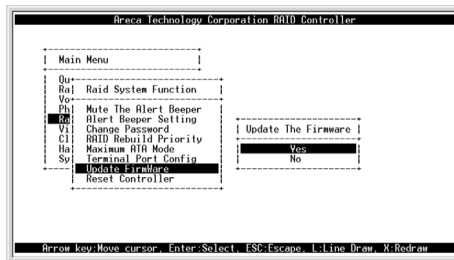 Areca Technology Corporation RAID Controller
Main Menu
Qu
Ra
Vo
Ph
Ra
Vi
Cl
Ha
Sy
Raid System Function
Mute The Alert Beeper
Alert Beeper Setting
Change Password
RAID Rebuild Priority
Maximum ATA Mode
Terminal Port Config
Update FirmWare
Reset Controller
Update The Firmware
Yes
No
Arrow key:Move cursor, Enter:Select, ESC:Escape, L:Line Draw, X:Redraw